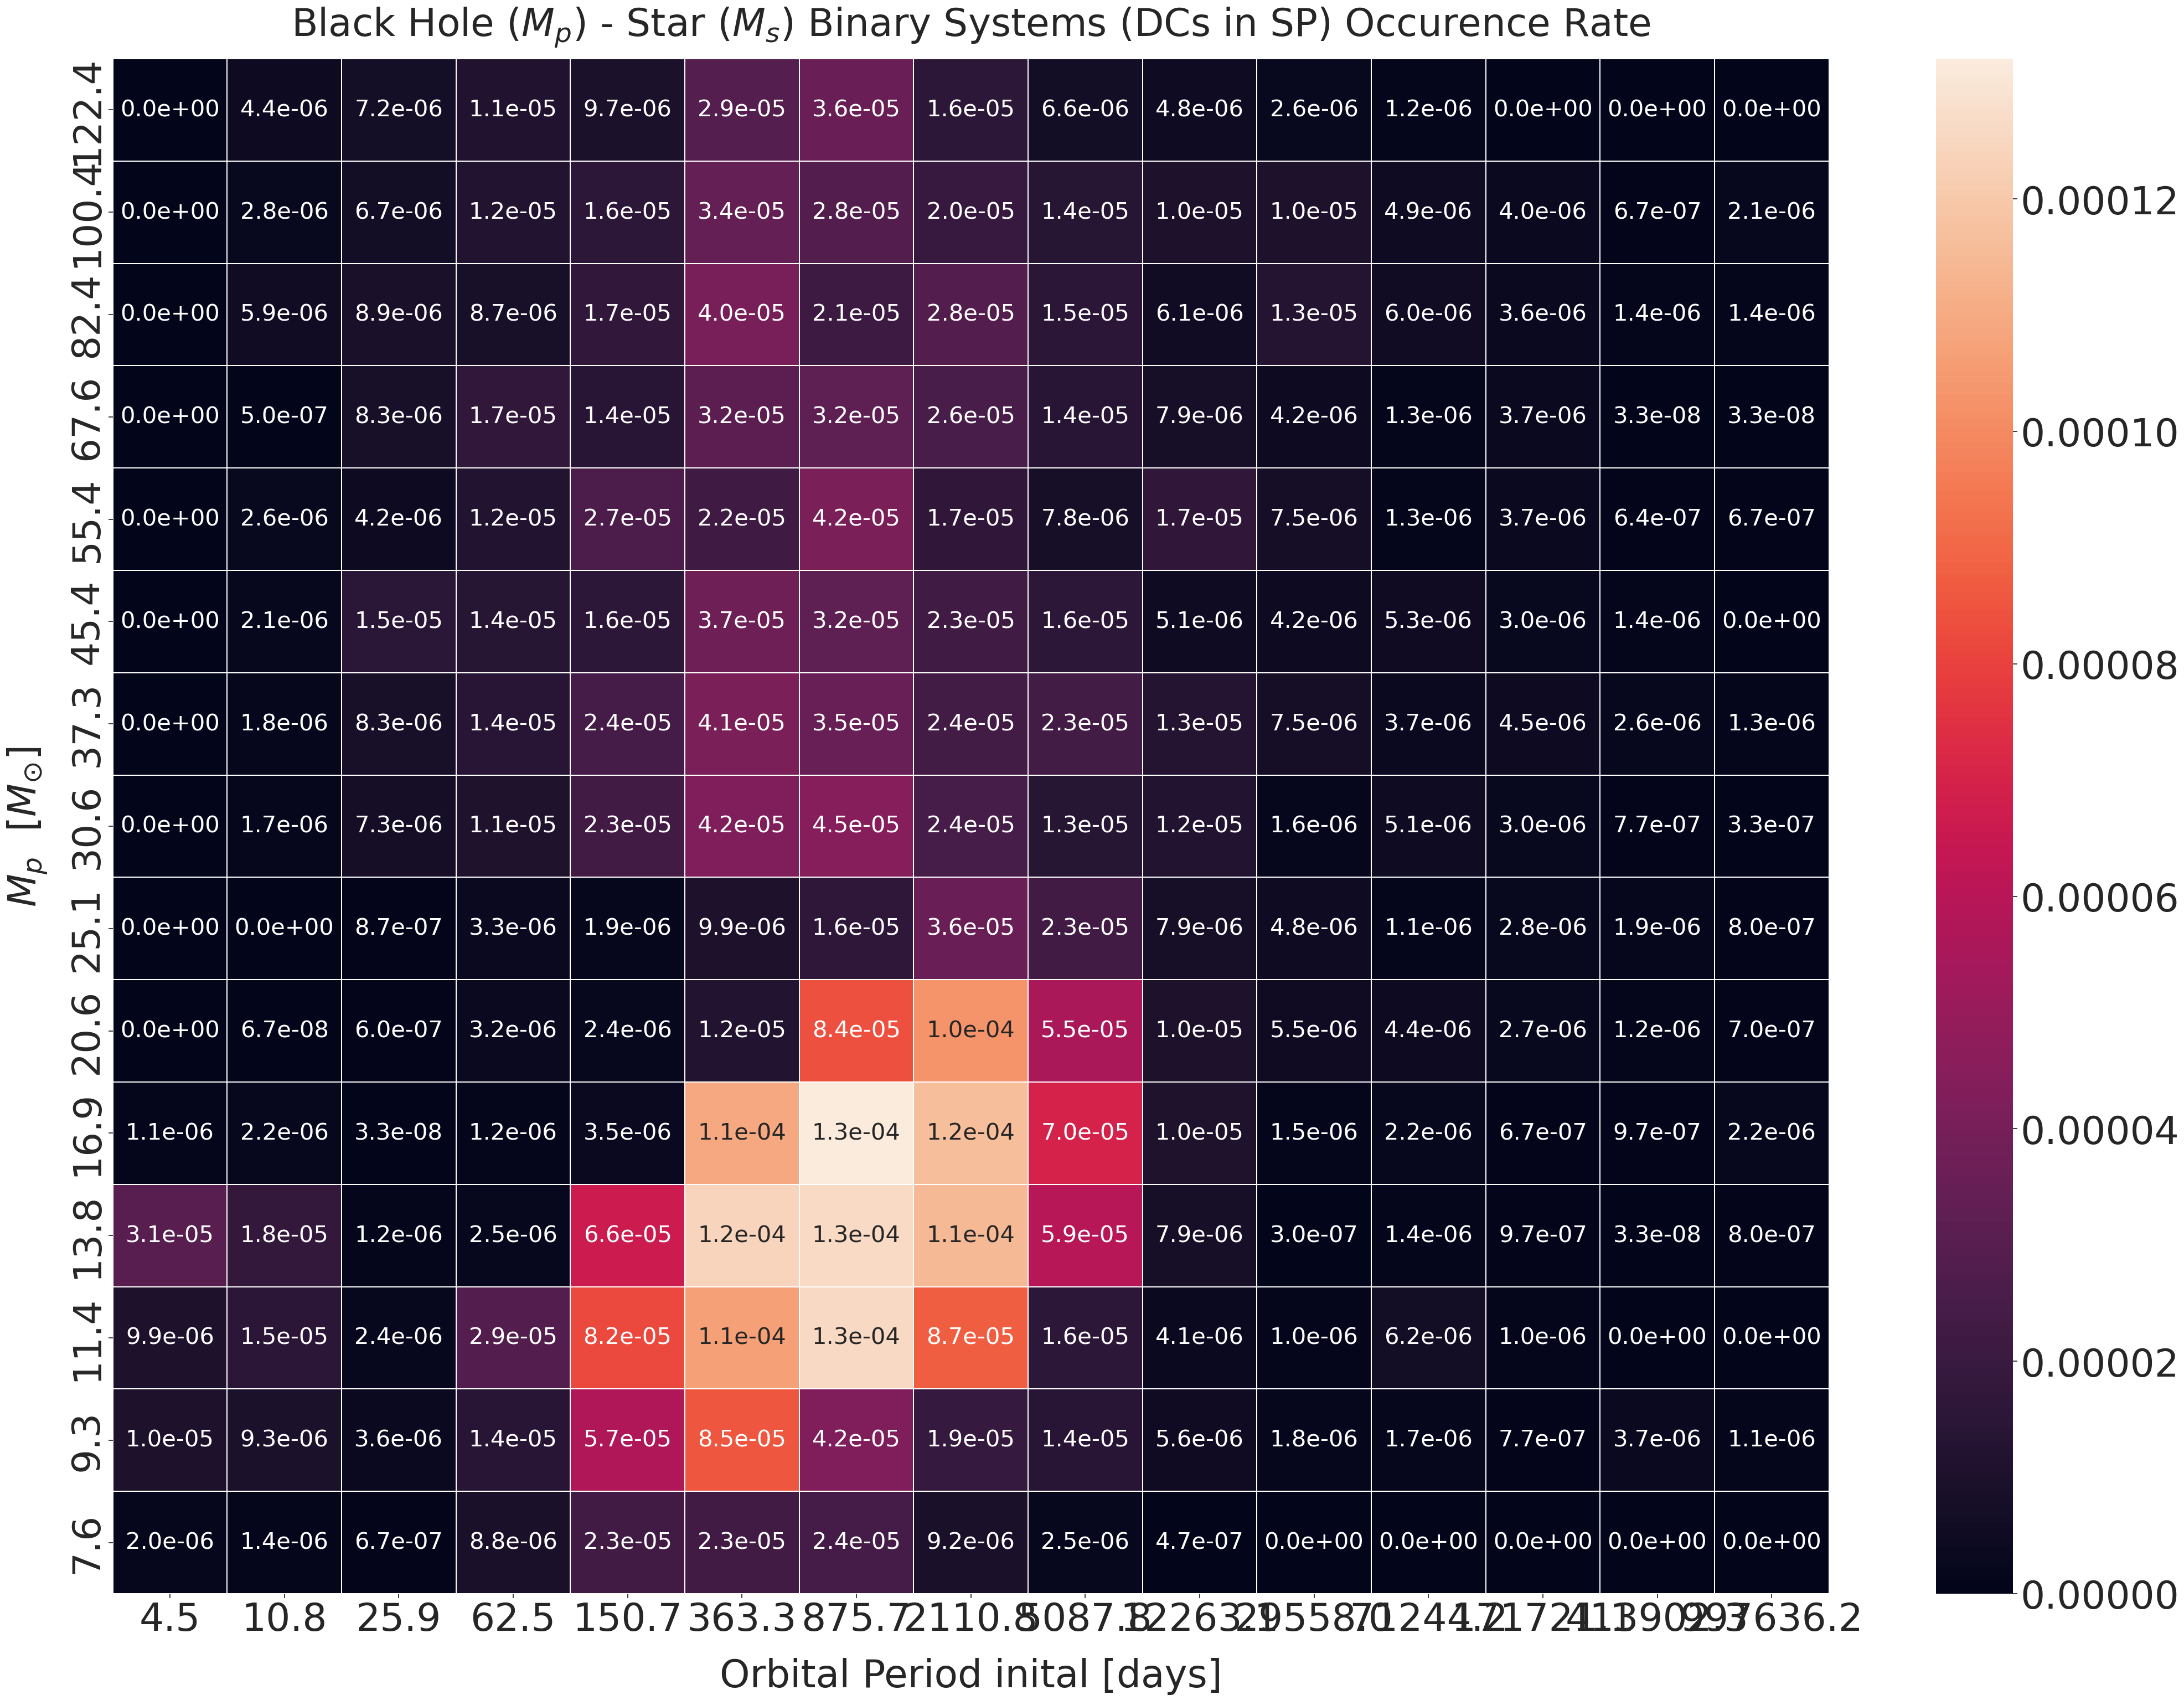 Black Hole (Mₚ) - Star (Mₛ) Binary Systems (DCs in SP) Occurence Rate
122.4 0.0e+00 4.4e-06 7.2e-06 1.1e-05 9.7e-06 2.9e-05 3.6e-05 1.6e-05 6.6e-06 4.8e-06 2.6e-06 1.2e-06 0.0e+00 0.0e+00 0.0e+00
100.4 0.0e+00 2.8e-06 6.7e-06 1.2e-05 1.6e-05 3.4e-05 2.8e-05 2.0e-05 1.4e-05 1.0e-05 1.0e-05 4.9e-06 4.0e-06 6.7e-07 2.1e-06
82.4 0.0e+00 5.9e-06 8.9e-06 8.7e-06 1.7e-05 4.0e-05 2.1e-05 2.8e-05 1.5e-05 6.1e-06 1.3e-05 6.0e-06 3.6e-06 1.4e-06 1.4e-06
67.6 0.0e+00 5.0e-07 8.3e-06 1.7e-05 1.4e-05 3.2e-05 3.2e-05 2.6e-05 1.4e-05 7.9e-06 4.2e-06 1.3e-06 3.7e-06 3.3e-08 3.3e-08
55.4 0.0e+00 2.6e-06 4.2e-06 1.2e-05 2.7e-05 2.2e-05 4.2e-05 1.7e-05 7.8e-06 1.7e-05 7.5e-06 1.3e-06 3.7e-06 6.4e-07 6.7e-07
45.4 0.0e+00 2.1e-06 1.5e-05 1.4e-05 1.6e-05 3.7e-05 3.2e-05 2.3e-05 1.6e-05 5.1e-06 4.2e-06 5.3e-06 3.0e-06 1.4e-06 0.0e+00
37.3 0.0e+00 1.8e-06 8.3e-06 1.4e-05 2.4e-05 4.1e-05 3.5e-05 2.4e-05 2.3e-05 1.3e-05 7.5e-06 3.7e-06 4.5e-06 2.6e-06 1.3e-06
30.6 0.0e+00 1.7e-06 7.3e-06 1.1e-05 2.3e-05 4.2e-05 4.5e-05 2.4e-05 1.3e-05 1.2e-05 1.6e-06 5.1e-06 3.0e-06 7.7e-07 3.3e-07
25.1 0.0e+00 0.0e+00 8.7e-07 3.3e-06 1.9e-06 9.9e-06 1.6e-05 3.6e-05 2.3e-05 7.9e-06 4.8e-06 1.1e-06 2.8e-06 1.9e-06 8.0e-07
20.6 0.0e+00 6.7e-08 6.0e-07 3.2e-06 2.4e-06 1.2e-05 8.4e-05 1.0e-04 5.5e-05 1.0e-05 5.5e-06 4.4e-06 2.7e-06 1.2e-06 7.0e-07
16.9 1.1e-06 2.2e-06 3.3e-08 1.2e-06 3.5e-06 1.1e-04 1.3e-04 1.2e-04 7.0e-05 1.0e-05 1.5e-06 2.2e-06 6.7e-07 9.7e-07 2.2e-06
13.8 3.1e-05 1.8e-05 1.2e-06 2.5e-06 6.6e-05 1.2e-04 1.3e-04 1.1e-04 5.9e-05 7.9e-06 3.0e-07 1.4e-06 9.7e-07 3.3e-08 8.0e-07
11.4 9.9e-06 1.5e-05 2.4e-06 2.9e-05 8.2e-05 1.1e-04 1.3e-04 8.7e-05 1.6e-05 4.1e-06 1.0e-06 6.2e-06 1.0e-06 0.0e+00 0.0e+00
9.3 1.0e-05 9.3e-06 3.6e-06 1.4e-05 5.7e-05 8.5e-05 4.2e-05 1.9e-05 1.4e-05 5.6e-06 1.8e-06 1.7e-06 7.7e-07 3.7e-06 1.1e-06
7.6 2.0e-06 1.4e-06 6.7e-07 8.8e-06 2.3e-05 2.3e-05 2.4e-05 9.2e-06 2.5e-06 4.7e-07 0.0e+00 0.0e+00 0.0e+00 0.0e+00 0.0e+00
4.5 10.8 25.9 62.5 150.7 363.3 875.7 2110.8 5087.8
Orbital Period inital [days]
Mₚ [M⊙]
0.00012
0.00010
0.00008
0.00006
0.00004
0.00002
0.00000